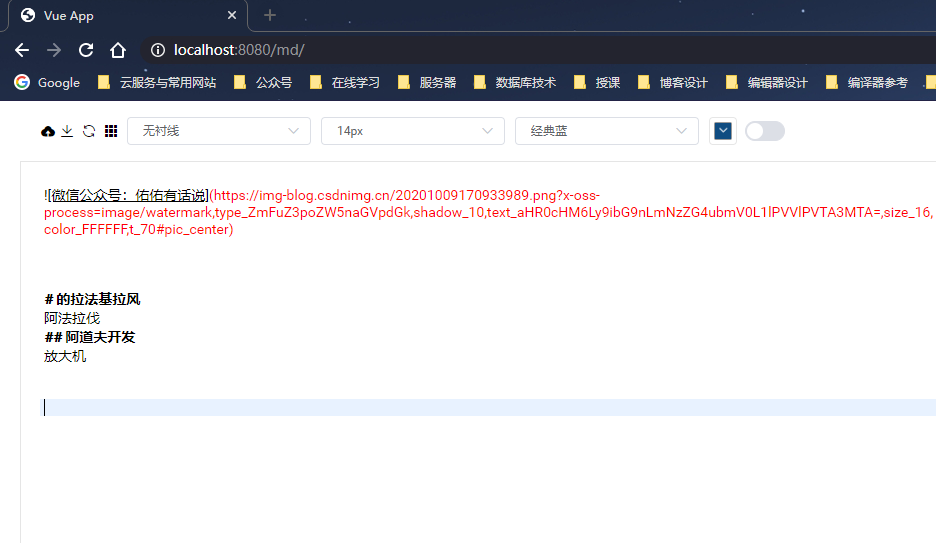 Vue App
localhost:8080/md/
Google 云服务与常用网站 公众号 在线学习 服务器 数据库技术 授课 博客设计 编辑器设计 编译器参考
无衬线 14px 经典蓝
![微信公众号：佑佑有话说](https://img-blog.csdnimg.cn/20201009170933989.png?x-oss-
process=image/watermark,type_ZmFuZ3poZW5naGVpdGk,shadow_10,text_aHR0cHM6Ly9ibG9nLmNzZG4ubmV0L1lPVVlPVTA3MTA=,size_16,
color_FFFFFF,t_70#pic_center)
# 的拉法基拉风
阿法拉伐
## 阿道夫开发
放大机